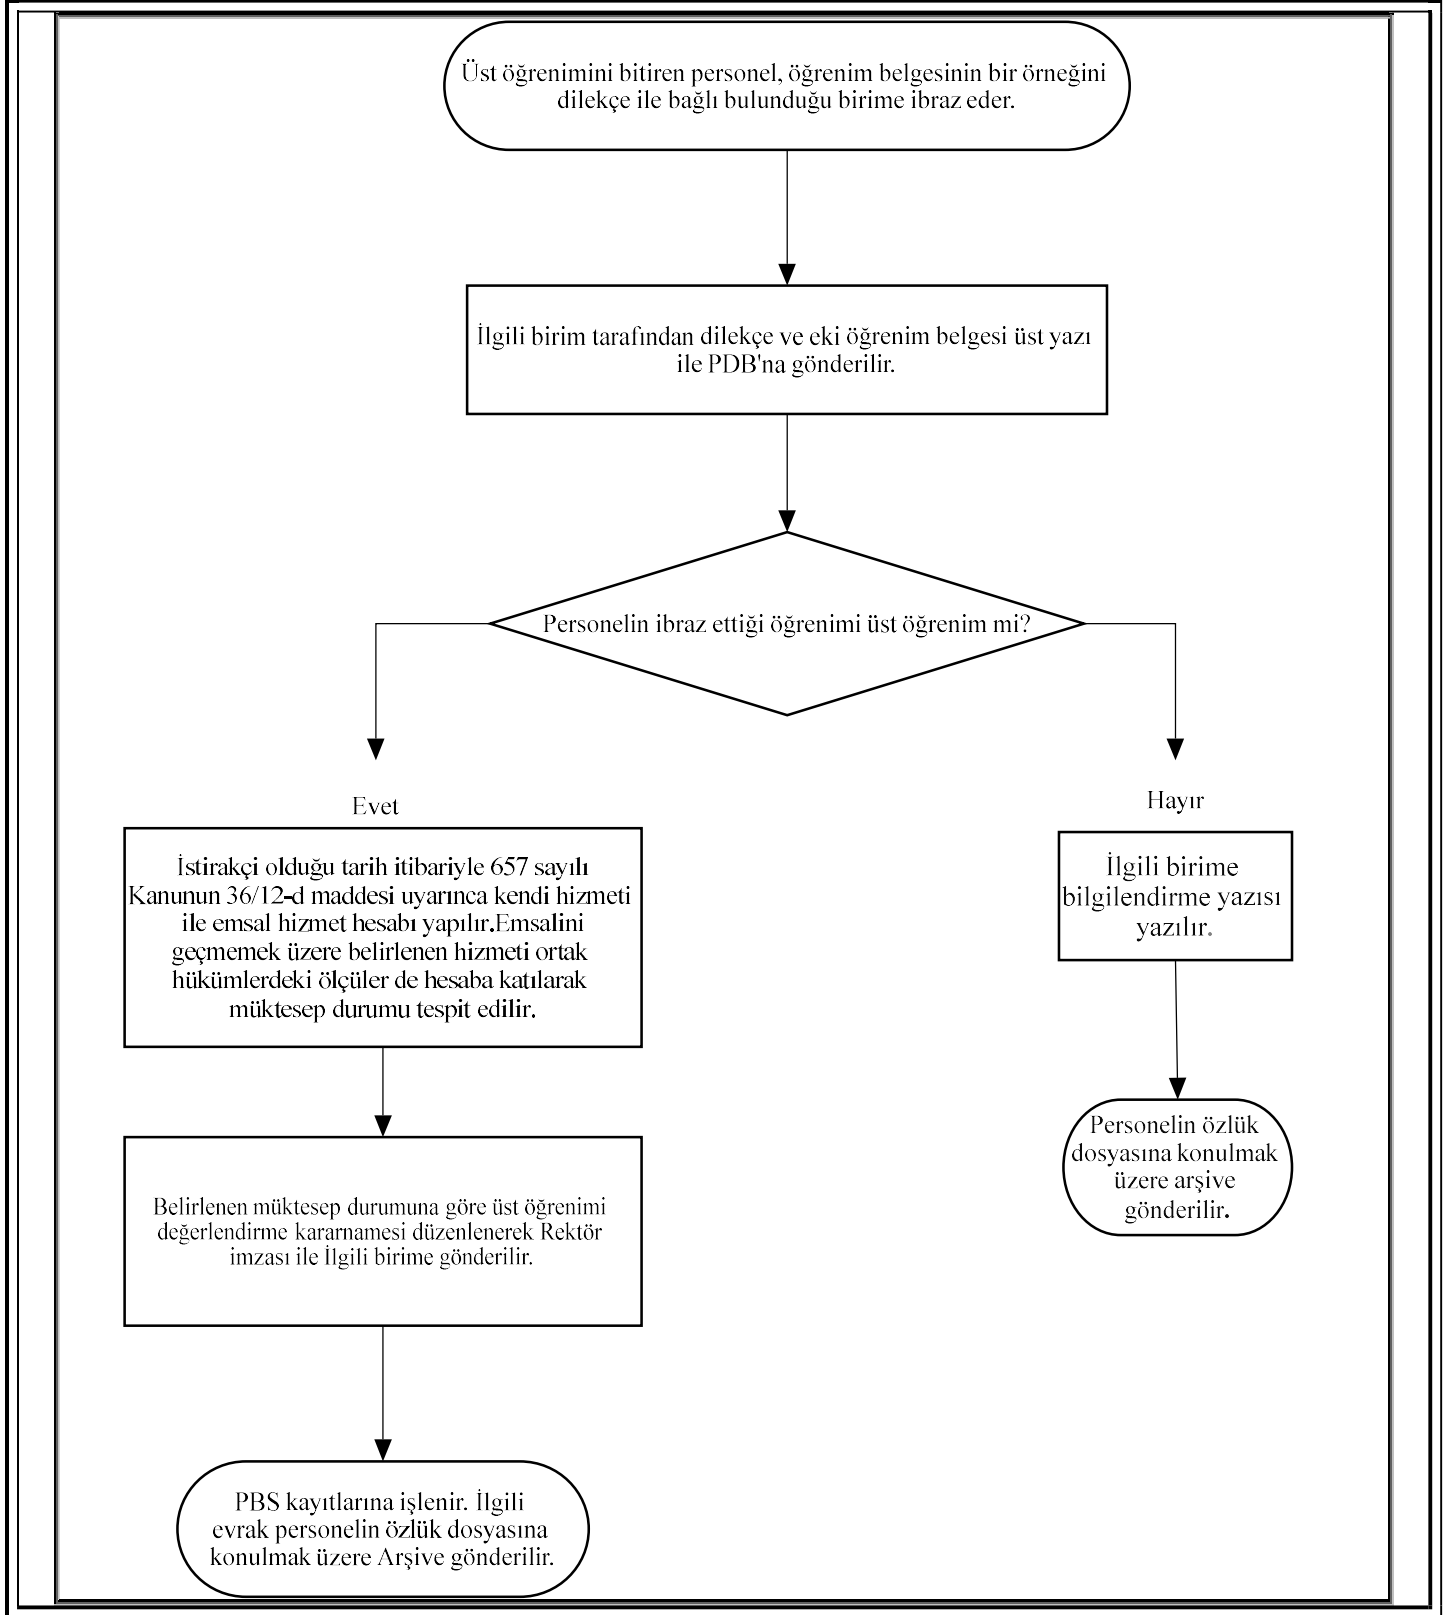 Üst öğrenimini bitiren personel, öğrenim belgesinin bir örneğini
dilekçe ile bağlı bulunduğu birime ibraz eder.
İlgili birim tarafından dilekçe ve eki öğrenim belgesi üst yazı
ile PDB'na gönderilir.
Personelin ibraz ettiği öğrenimi üst öğrenim mi?
Evet
İstirakçi olduğu tarih itibariyle 657 sayılı
Kanunun 36/12-d maddesi uyarınca kendi hizmeti
ile emsal hizmet hesabı yapılır.Emsalini
geçmemek üzere belirlenen hizmeti ortak
hükümlerdeki ölçüler de hesaba katılarak
müktesep durumu tespit edilir.
Belirlenen müktesep durumuna göre üst öğrenimi
değerlendirme kararnamesi düzenlenerek Rektör
imzası ile İlgili birime gönderilir.
PBS kayıtlarına işlenir. İlgili
evrak personelin özlük dosyasına
konulmak üzere Arşive gönderilir.
Hayır
İlgili birime
bilgilendirme yazısı
yazılır.
Personelin özlük
dosyasına konulmak
üzere arşive
gönderilir.